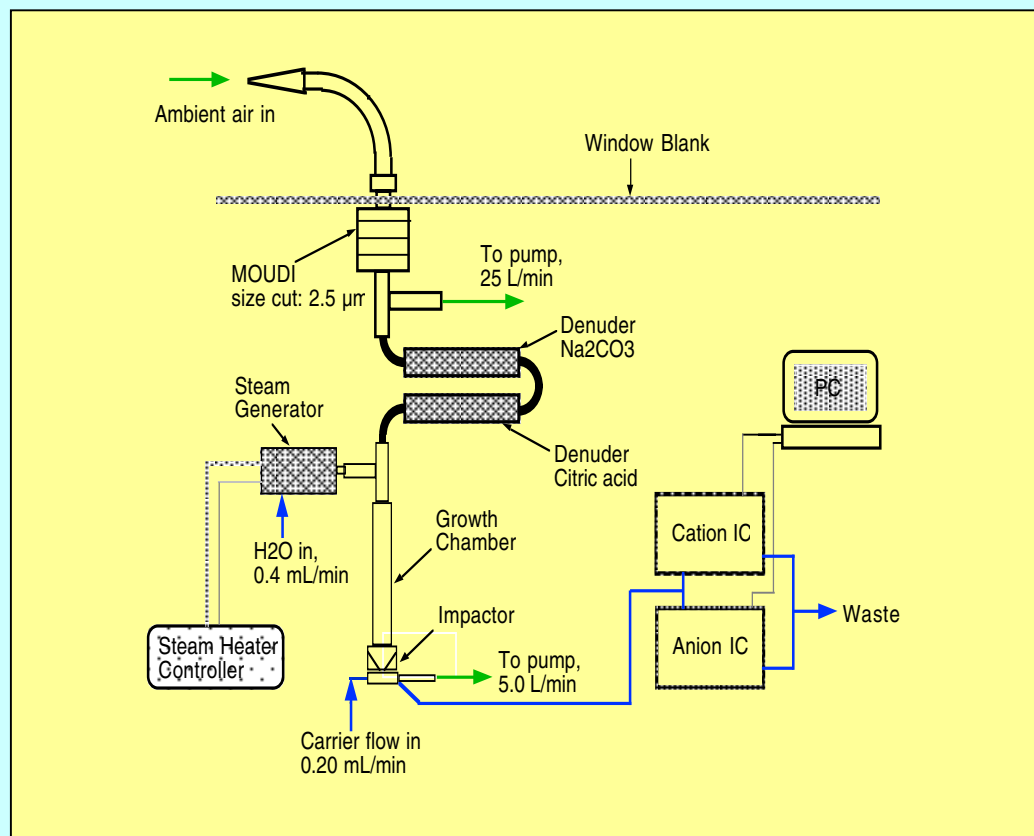 Ambient air in
Window Blank
MOUDI
size cut: 2.5 µm
To pump,
25 L/min
Denuder
Na2CO3
PC
Steam
Generator
Denuder
Citric acid
H2O in,
0.4 mL/min
Growth
Chamber
Cation IC
Waste
Impactor
Anion IC
Steam Heater
Controller
To pump,
5.0 L/min
Carrier flow in
0.20 mL/min